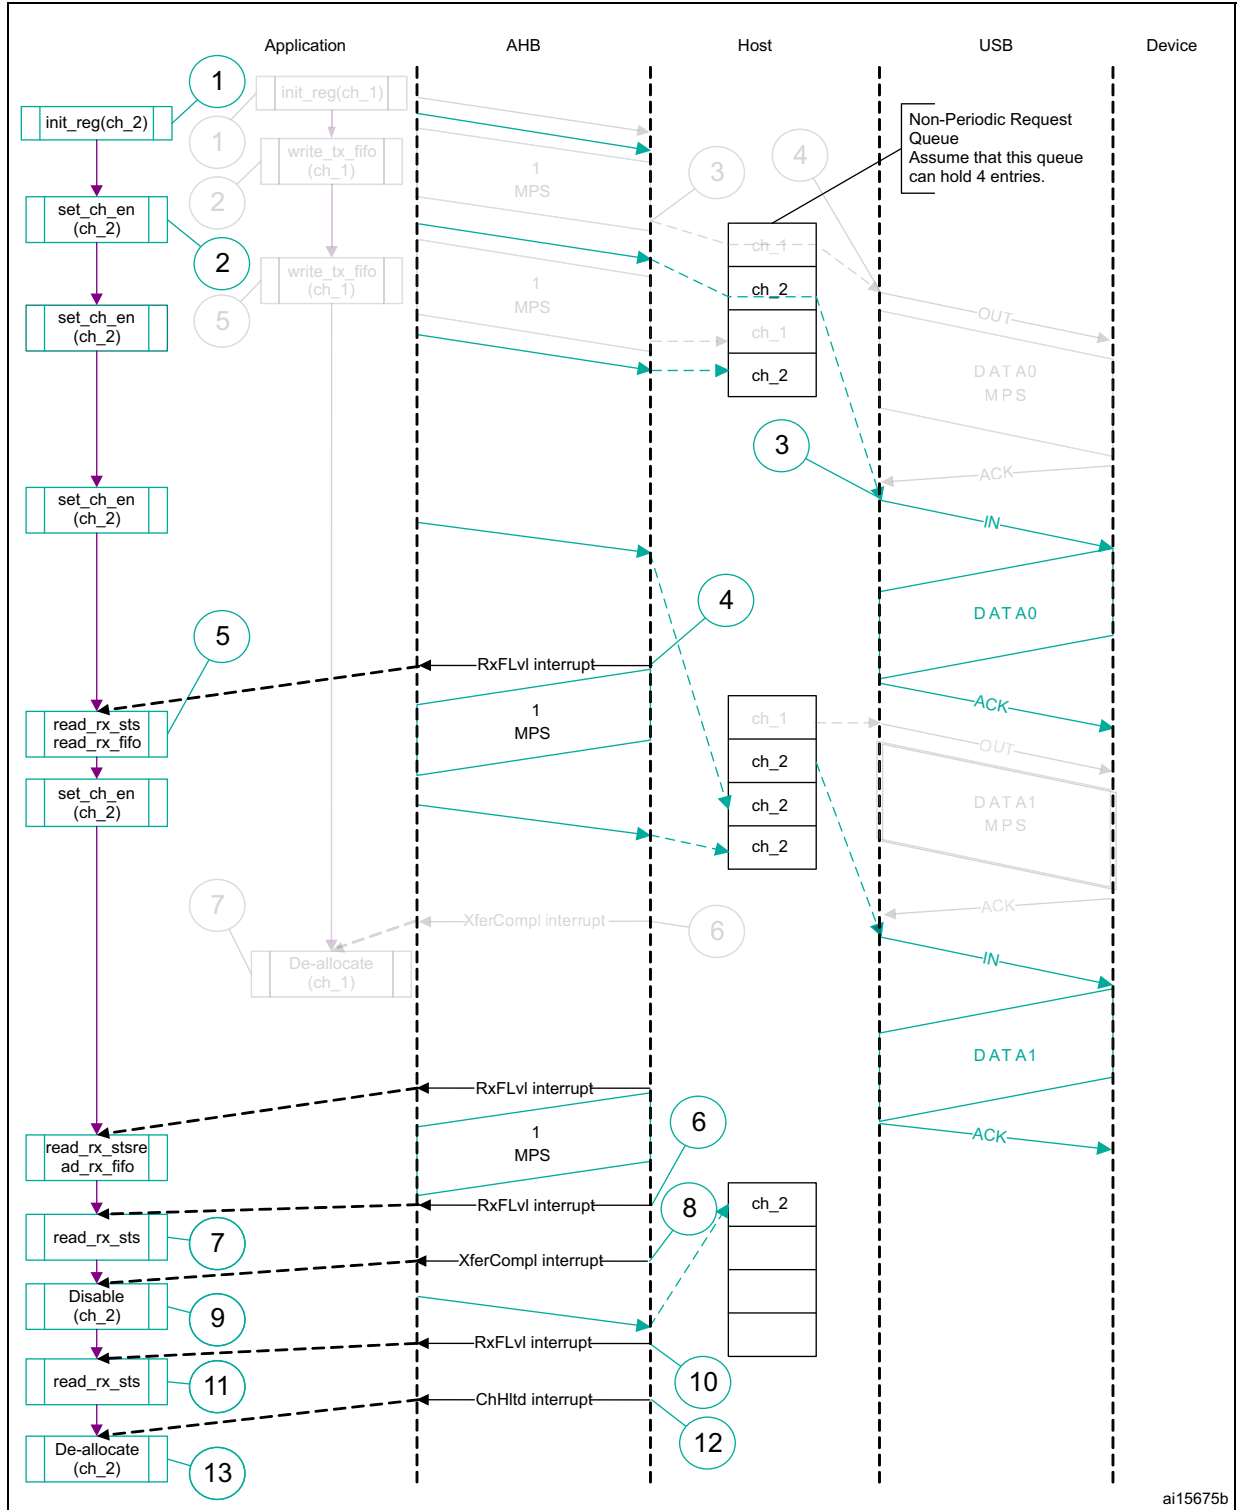 Application
AHB
Host
USB
Device
1
init_reg(ch_1)
init_reg(ch_2)
1
write_tx_fifo
(ch_1)
2
1
MPS
3
4
Non-Periodic Request
Queue
Assume that this queue
can hold 4 entries.
set_ch_en
(ch_2)
2
write_tx_fifo
(ch_1)
5
1
MPS
ch_1
ch_2
ch_1
ch_2
set_ch_en
(ch_2)
OUT
DATA0
MPS
ACK
3
set_ch_en
(ch_2)
IN
DATA0
4
5
RxFLvl interrupt
read_rx_sts
read_rx_fifo
1
MPS
ACK
ch_1
ch_2
ch_2
ch_2
OUT
DATA1
MPS
set_ch_en
(ch_2)
7
XferCompl interrupt
6
ACK
De-allocate
(ch_1)
IN
DATA1
RxFLvl interrupt
read_rx_stsre
ad_rx_fifo
1
MPS
6
ACK
RxFLvl interrupt
8
ch_2
read_rx_sts
7
XferCompl interrupt
Disable
(ch_2)
9
RxFLvl interrupt
read_rx_sts
11
10
ChHltd interrupt
12
De-allocate
(ch_2)
13
ai15675b